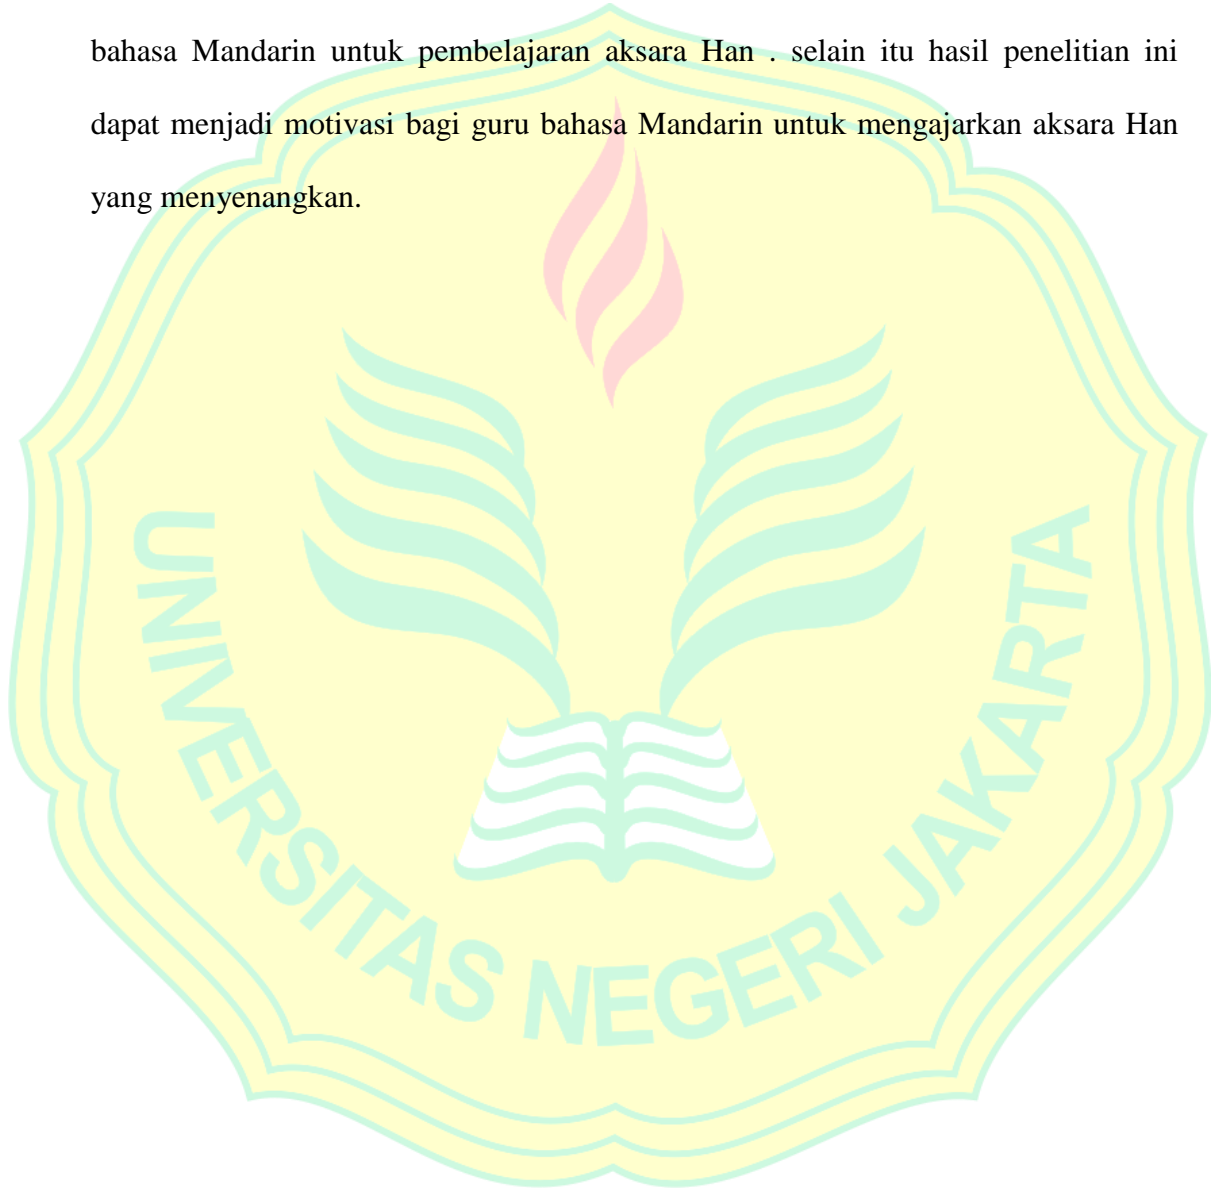 bahasa Mandarin untuk pembelajaran aksara Han . selain itu hasil penelitian ini
dapat menjadi motivasi bagi guru bahasa Mandarin untuk mengajarkan aksara Han
yang menyenangkan.
UNIVERSITAS NEGERI JAKARTA